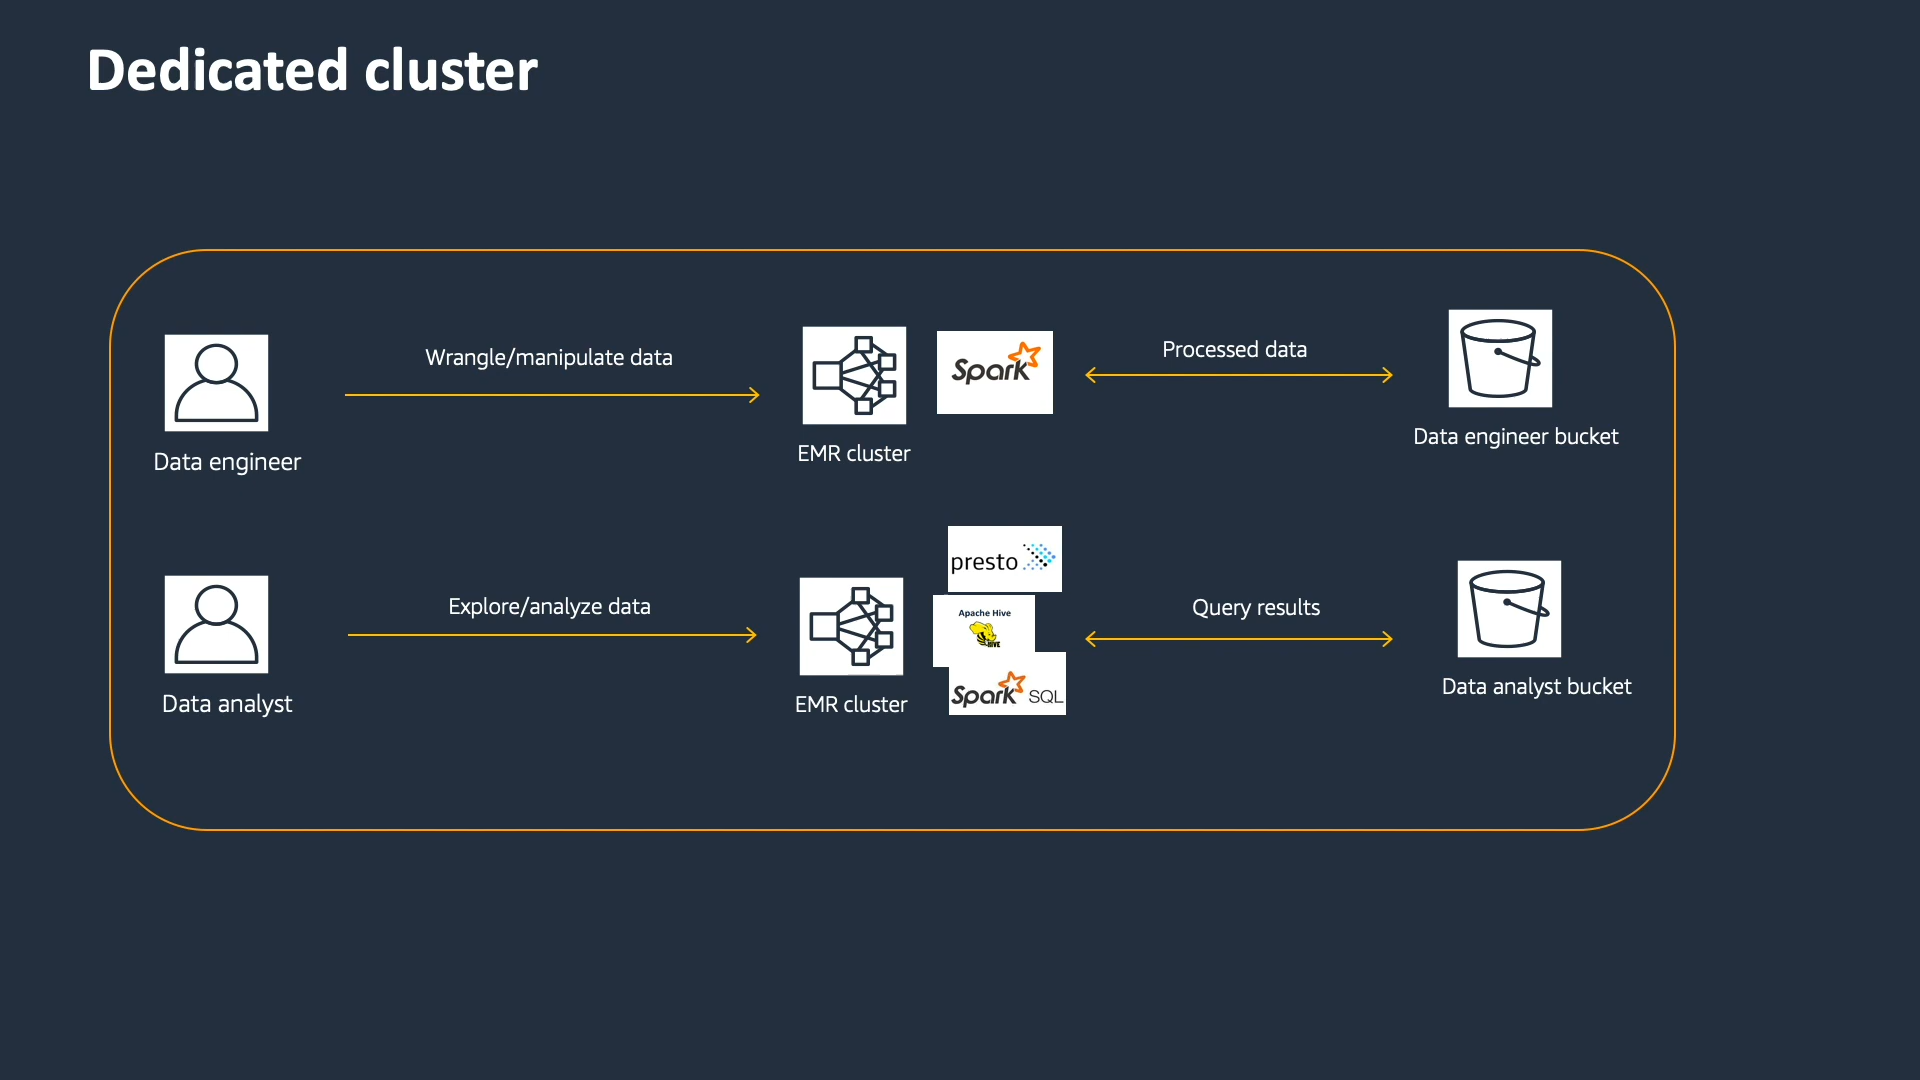 Dedicated cluster
Wrangle/manipulate data
Spark
Processed data
Data engineer
EMR cluster
Data engineer bucket
presto
Explore/analyze data
Apache Hive
HIVE
Query results
Spark SQL
Data analyst
EMR cluster
Data analyst bucket